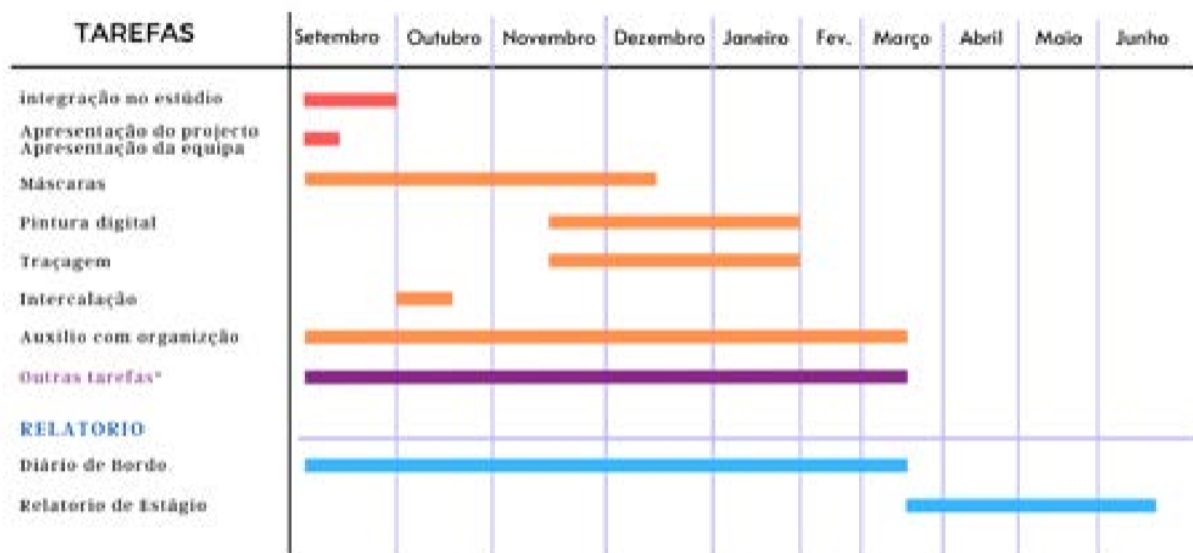 TAREFAS
Setembro Outubro Novembro Dezembro Janeiro Fev. Março Abril Maio Junho
integração no estúdio
Apresentação do projecto
Apresentação da equipa
Máscaras
Pintura digital
Traçagem
Intercalação
Auxílio com organizção
Outras tarefas*
RELATORIO
Diário de Bordo
Relatorio de Estágio